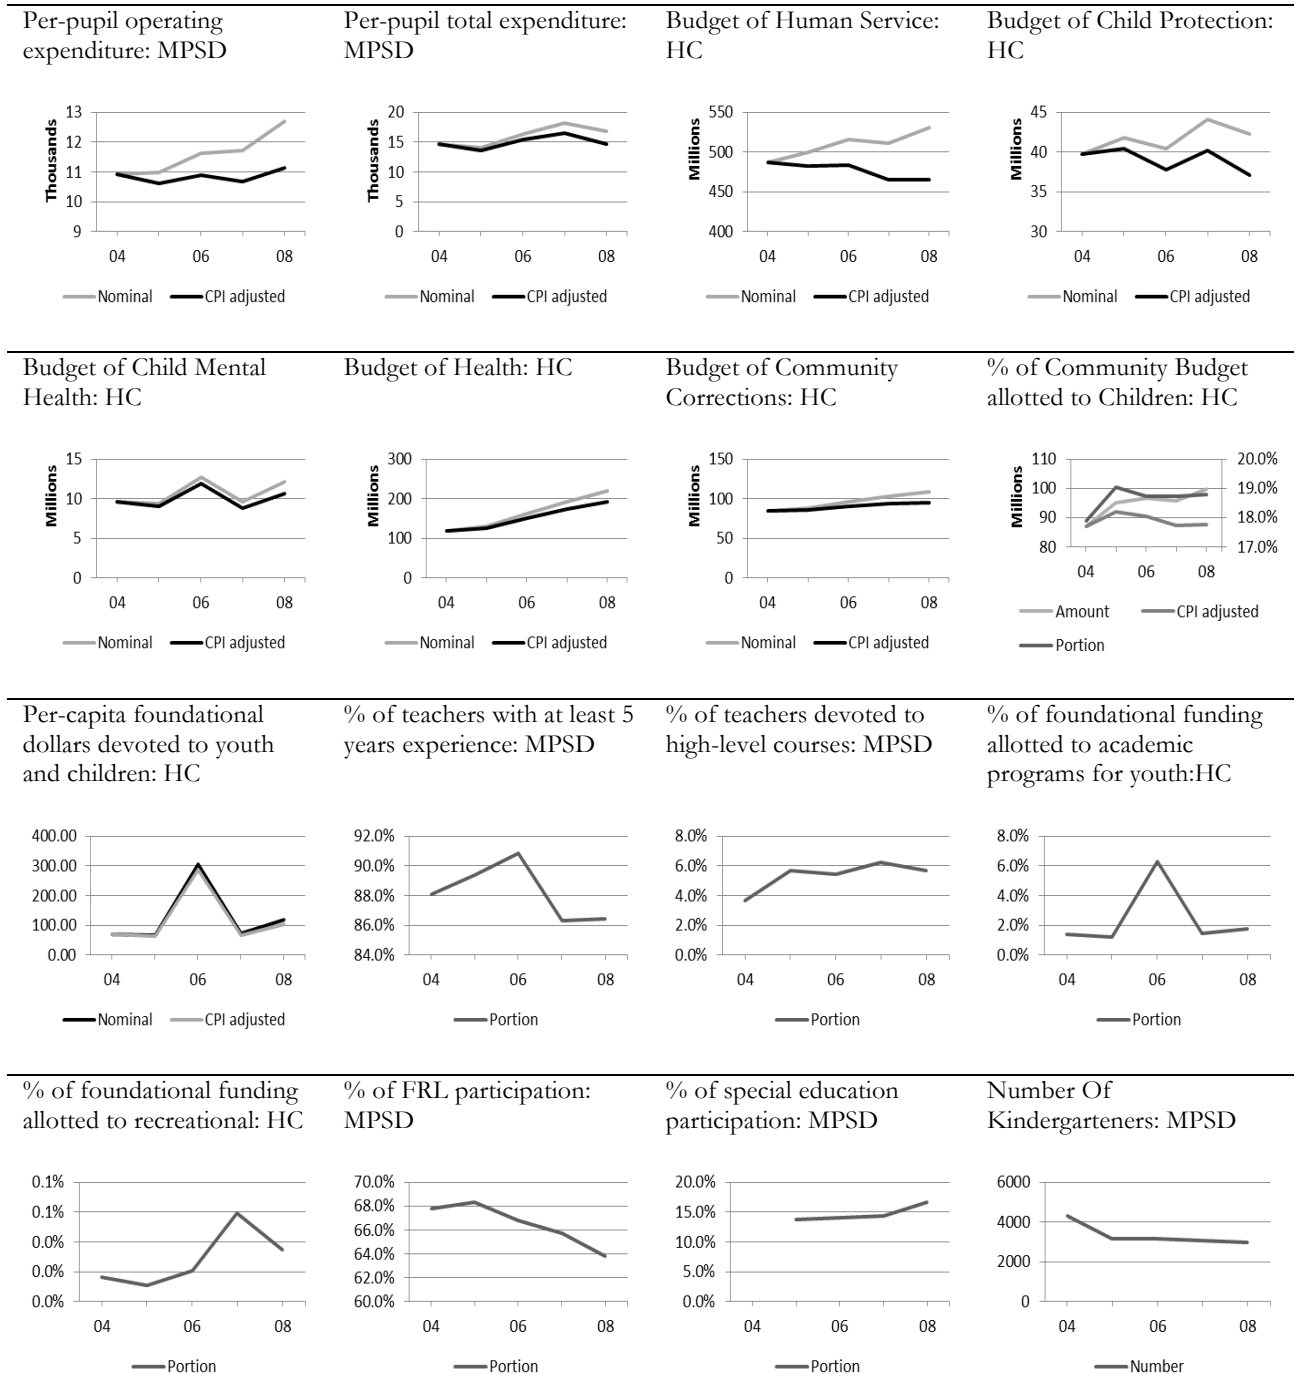 Per-pupil operating
expenditure: MPSD
13
12
11
10
9
Thousands
04
06
08
Nominal
CPI adjusted
Per-pupil total expenditure:
MPSD
20
15
10
5
0
Thousands
04
06
08
Nominal
CPI adjusted
Budget of Human Service:
HC
550
500
450
400
Millions
04
06
08
Nominal
CPI adjusted
Budget of Child Protection:
HC
45
40
35
30
Millions
04
06
08
Nominal
CPI adjusted
Budget of Child Mental
Health: HC
15
10
5
0
Millions
04
06
08
Nominal
CPI adjusted
Budget of Health: HC
300
200
100
0
Millions
04
06
08
Nominal
CPI adjusted
Budget of Community
Corrections: HC
150
100
50
0
Millions
04
06
08
Nominal
CPI adjusted
% of Community Budget
allotted to Children: HC
110
100
90
80
Millions
20.0%
19.0%
18.0%
17.0%
04
06
08
Amount
CPI adjusted
Portion
Per-capita foundational
dollars devoted to youth
and children: HC
400.00
300.00
200.00
100.00
0.00
04
06
08
Nominal
CPI adjusted
% of teachers with at least 5
years experience: MPSD
92.0%
90.0%
88.0%
86.0%
84.0%
04
06
08
Portion
% of teachers devoted to
high-level courses: MPSD
8.0%
6.0%
4.0%
2.0%
0.0%
04
06
08
Portion
% of foundational funding
allotted to academic
programs for youth:HC
8.0%
6.0%
4.0%
2.0%
0.0%
04
06
08
Portion
% of foundational funding
allotted to recreational: HC
0.1%
0.1%
0.0%
0.0%
0.0%
04
06
08
Portion
% of FRL participation:
MPSD
70.0%
68.0%
66.0%
64.0%
62.0%
60.0%
04
06
08
Portion
% of special education
participation: MPSD
20.0%
15.0%
10.0%
5.0%
0.0%
04
06
08
Portion
Number Of
Kindergarteners: MPSD
6000
4000
2000
0
04
06
08
Number